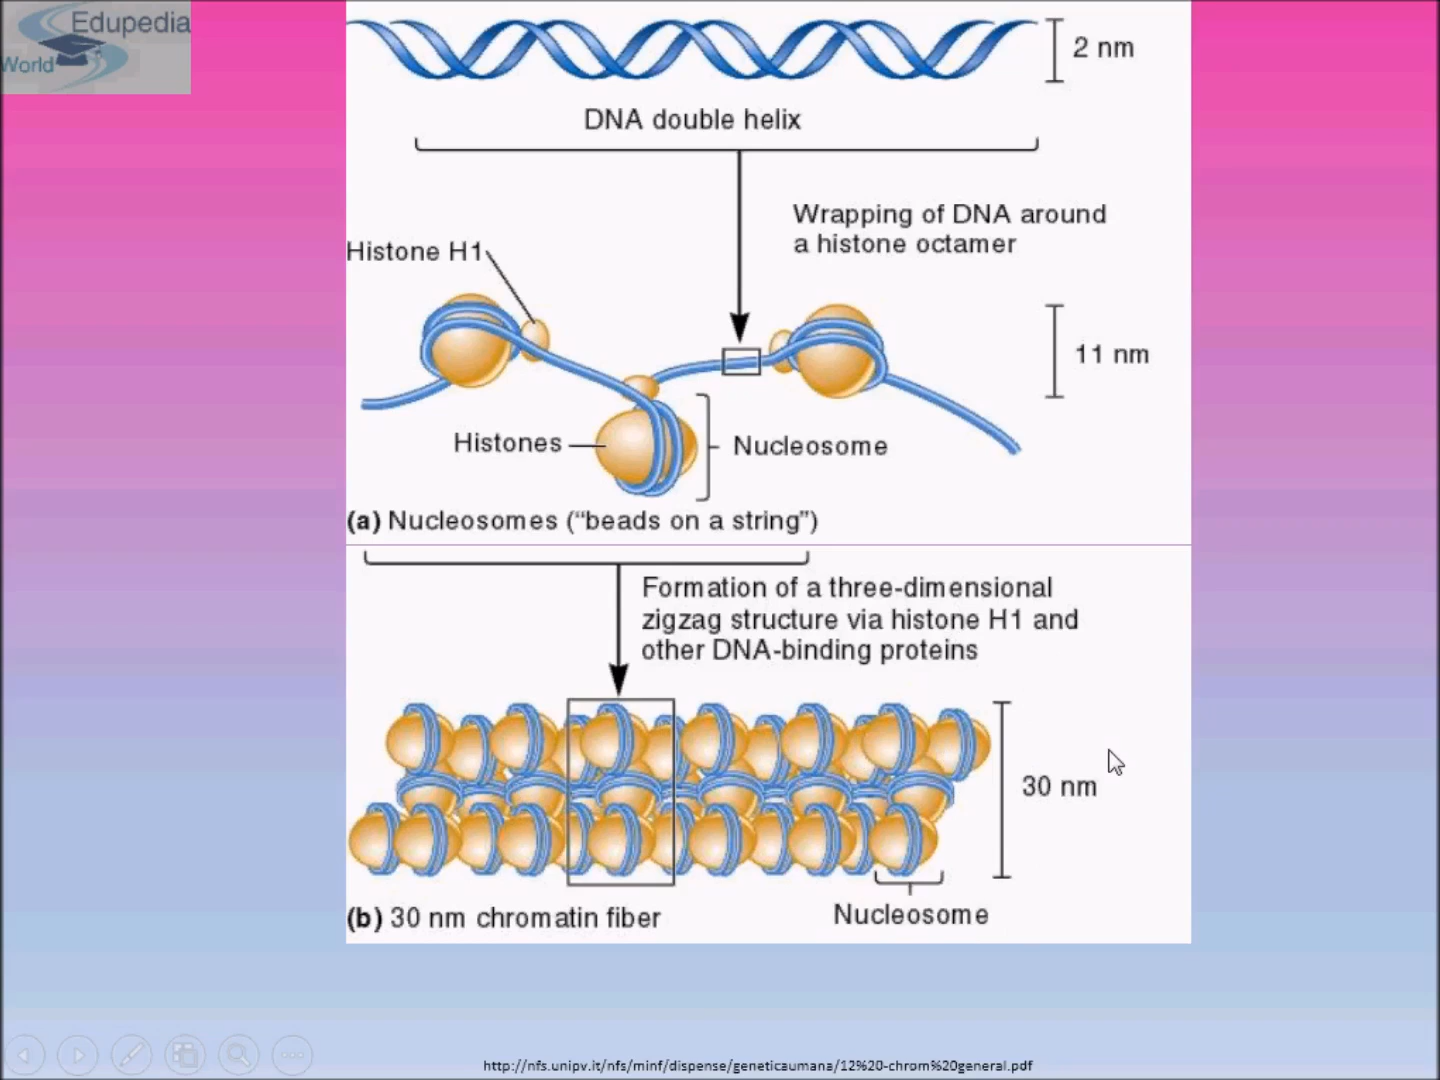 Edupedia
World
2 nm
DNA double helix
Wrapping of DNA around
a histone octamer
Histone H1
11 nm
Histones
Nucleosome
(a) Nucleosomes (“beads on a string”)
Formation of a three-dimensional
zigzag structure via histone H1 and
other DNA-binding proteins
30 nm
Nucleosome
(b) 30 nm chromatin fiber
http://nfs.unipv.it/nfs/minf/dispense/geneticaumana/12%20-chrom%20general.pdf